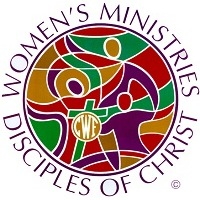 WOMEN'S MINISTRIES
DISCIPLES OF CHRIST
CWF
©